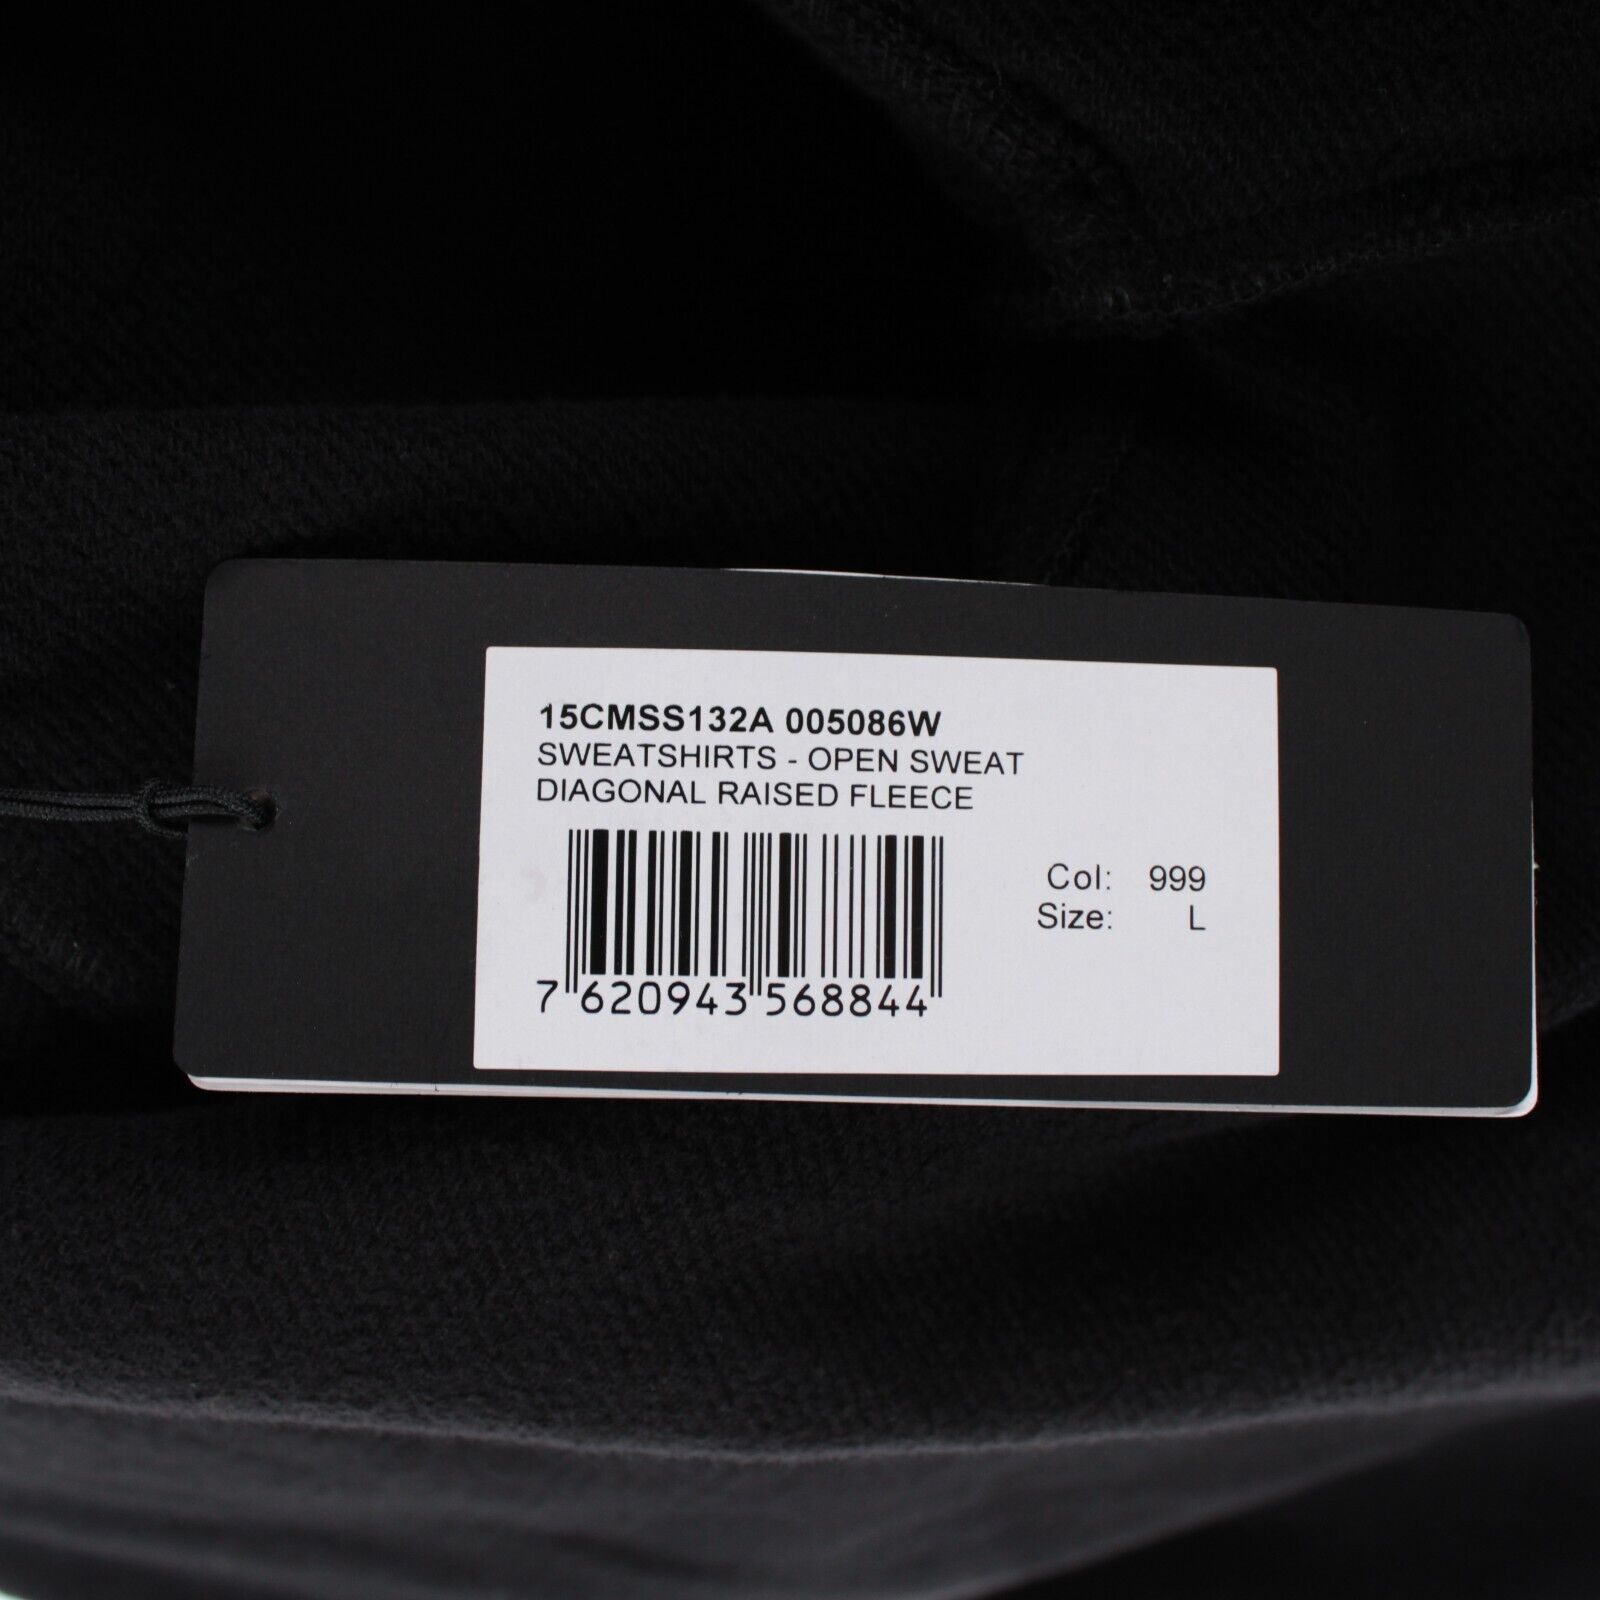 15CMSS132A 005086W
SWEATSHIRTS - OPEN SWEAT
DIAGONAL RAISED FLEECE
Col: 999
Size: L
7 620943 568844